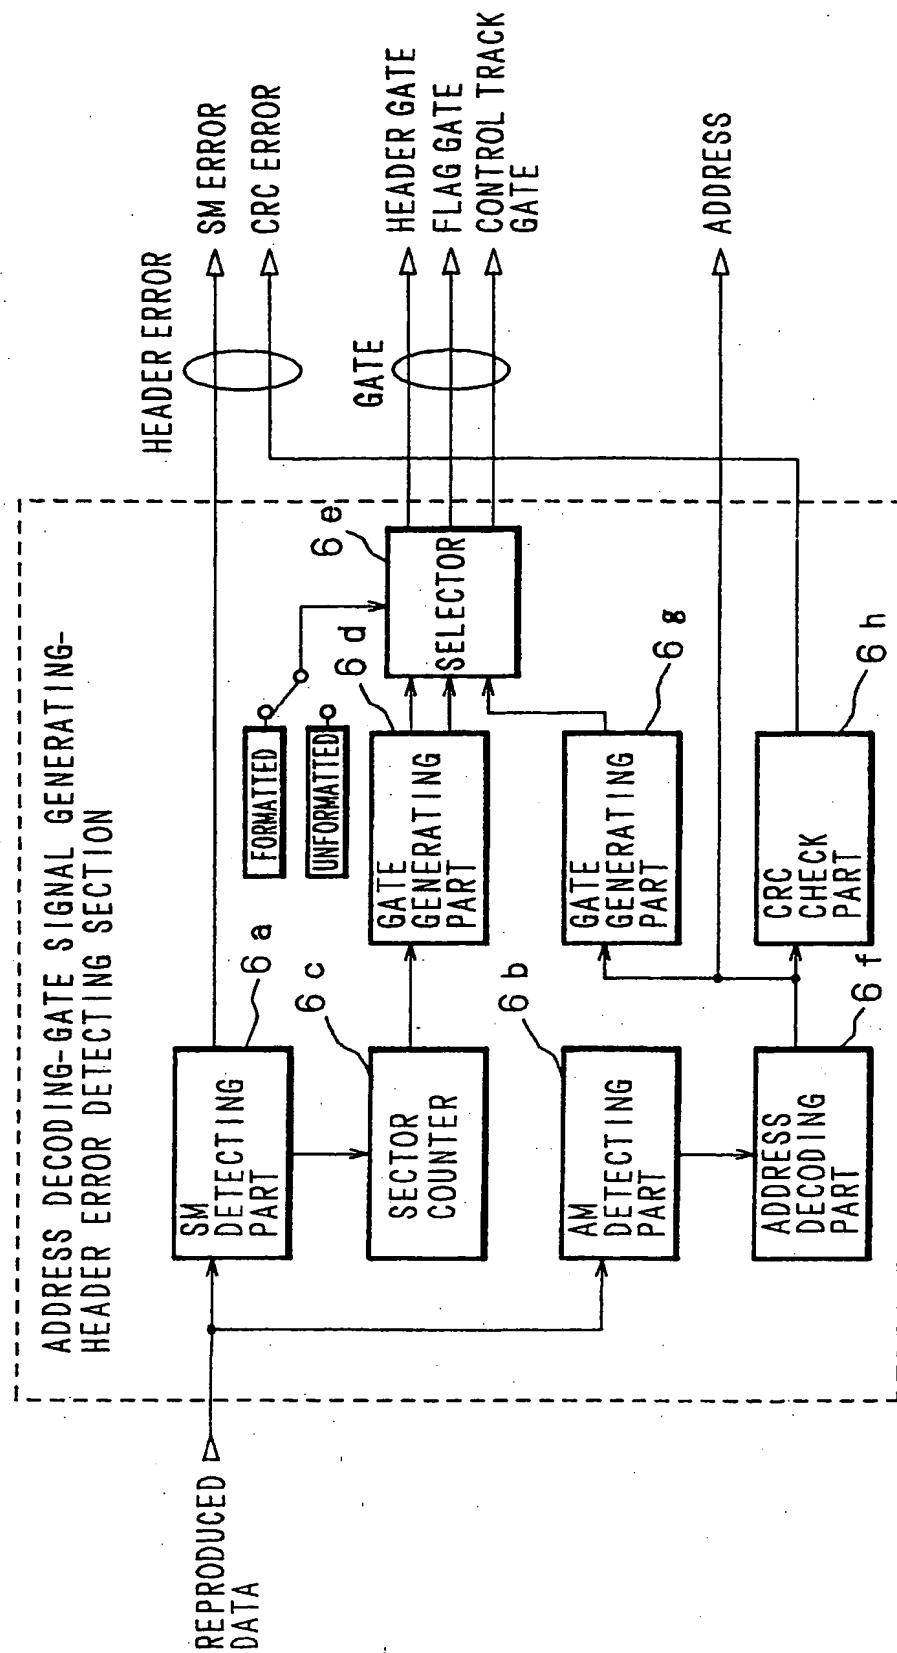 ADDRESS DECODING-GATE SIGNAL GENERATING-
HEADER ERROR DETECTING SECTION
REPRODUCED
DATA
SM
DETECTING
PART
6a
SECTOR
COUNTER
6c
AM
DETECTING
PART
6b
ADDRESS
DECODING
PART
6f
FORMATTED
UNFORMATTED
GATE
GENERATING
PART
6d
GATE
GENERATING
PART
6g
CRC
CHECK
PART
6h
SELECTOR
6e
HEADER ERROR
SM ERROR
CRC ERROR
GATE
HEADER GATE
FLAG GATE
CONTROL TRACK
GATE
ADDRESS